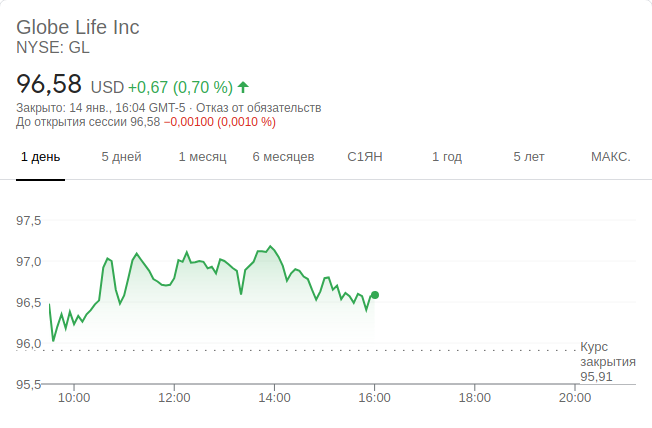 Globe Life Inc
NYSE: GL
96,58 USD +0,67 (0,70 %)
Закрыто: 14 янв., 16:04 GMT-5 · Отказ от обязательств
До открытия сессии 96,58 −0,00100 (0,0010 %)
1 день 5 дней 1 месяц 6 месяцев С1ЯН 1 год 5 лет МАКС.
97,5
97,0
96,5
96,0
Курс
закрытия
95,91
95,5
10:00 12:00 14:00 16:00 18:00 20:00